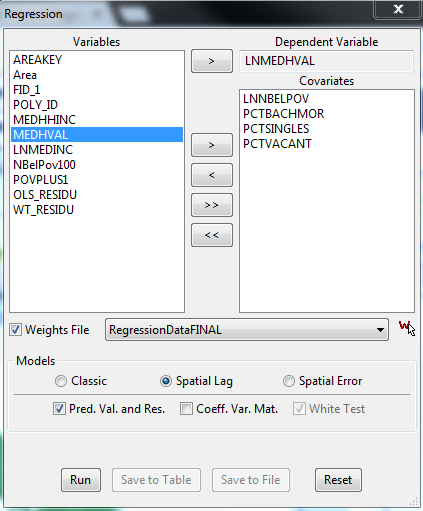 Regression
Variables
Dependent Variable
AREAKEY
Area
FID_1
POLY_ID
MEDHHINC
MEDHVAL
LNMEDINC
NBelPov100
POVPLUS1
OLS_RESIDU
WT_RESIDU
>
LNMEDHVAL
Covariates
LNNBELPOV
PCTBACHMOR
PCTSINGLES
PCTVACANT
>
<
>>
<<
Weights File
RegressionDataFINAL
W
Models
Classic
Spatial Lag
Spatial Error
Pred. Val. and Res.
Coeff. Var. Mat.
White Test
Run
Save to Table
Save to File
Reset